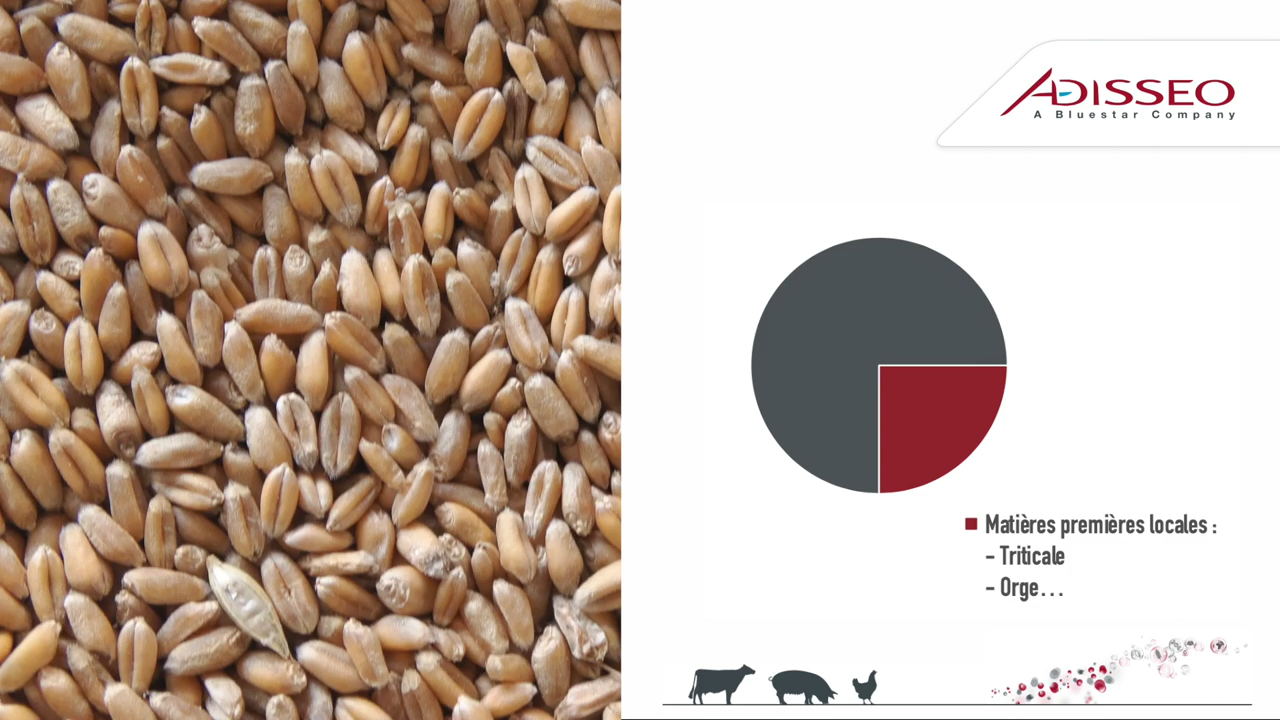 ADISSEO
A Bluestar Company
Matières premières locales :
- Triticale
- Orge...